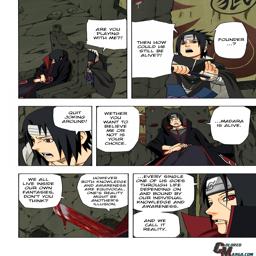 ARE YOU
PLAYING
WITH ME?!
THEN HOW
COULD HE
STILL BE
ALIVE?!
FOUNDER
...?
QUIT
JOKING
AROUND!
WETHER
YOU WANT
TO BELIEVE
ME OR
NOT IS
YOUR
CHOICE.
...MADARA
IS ALIVE.
WE ALL
LIVE INSIDE
OUR OWN
FANTASIES,
DON'T YOU
THINK?
HOWEVER
BOTH KNOWLEDGE
AND AWARENESS
ARE EQUIVOCAL.
ONE'S REALITY
MIGHT BE
ANOTHER'S
ILLUSION.
...EVERY SINGLE
ONE OF US GOES
THROUGH LIFE
DEPENDING ON
AND BOUND BY
OUR INDIVIDUAL
KNOWLEDGE AND
AWARENESS.
AND WE
CALL IT
REALITY.
COLORED
MANGA.COM